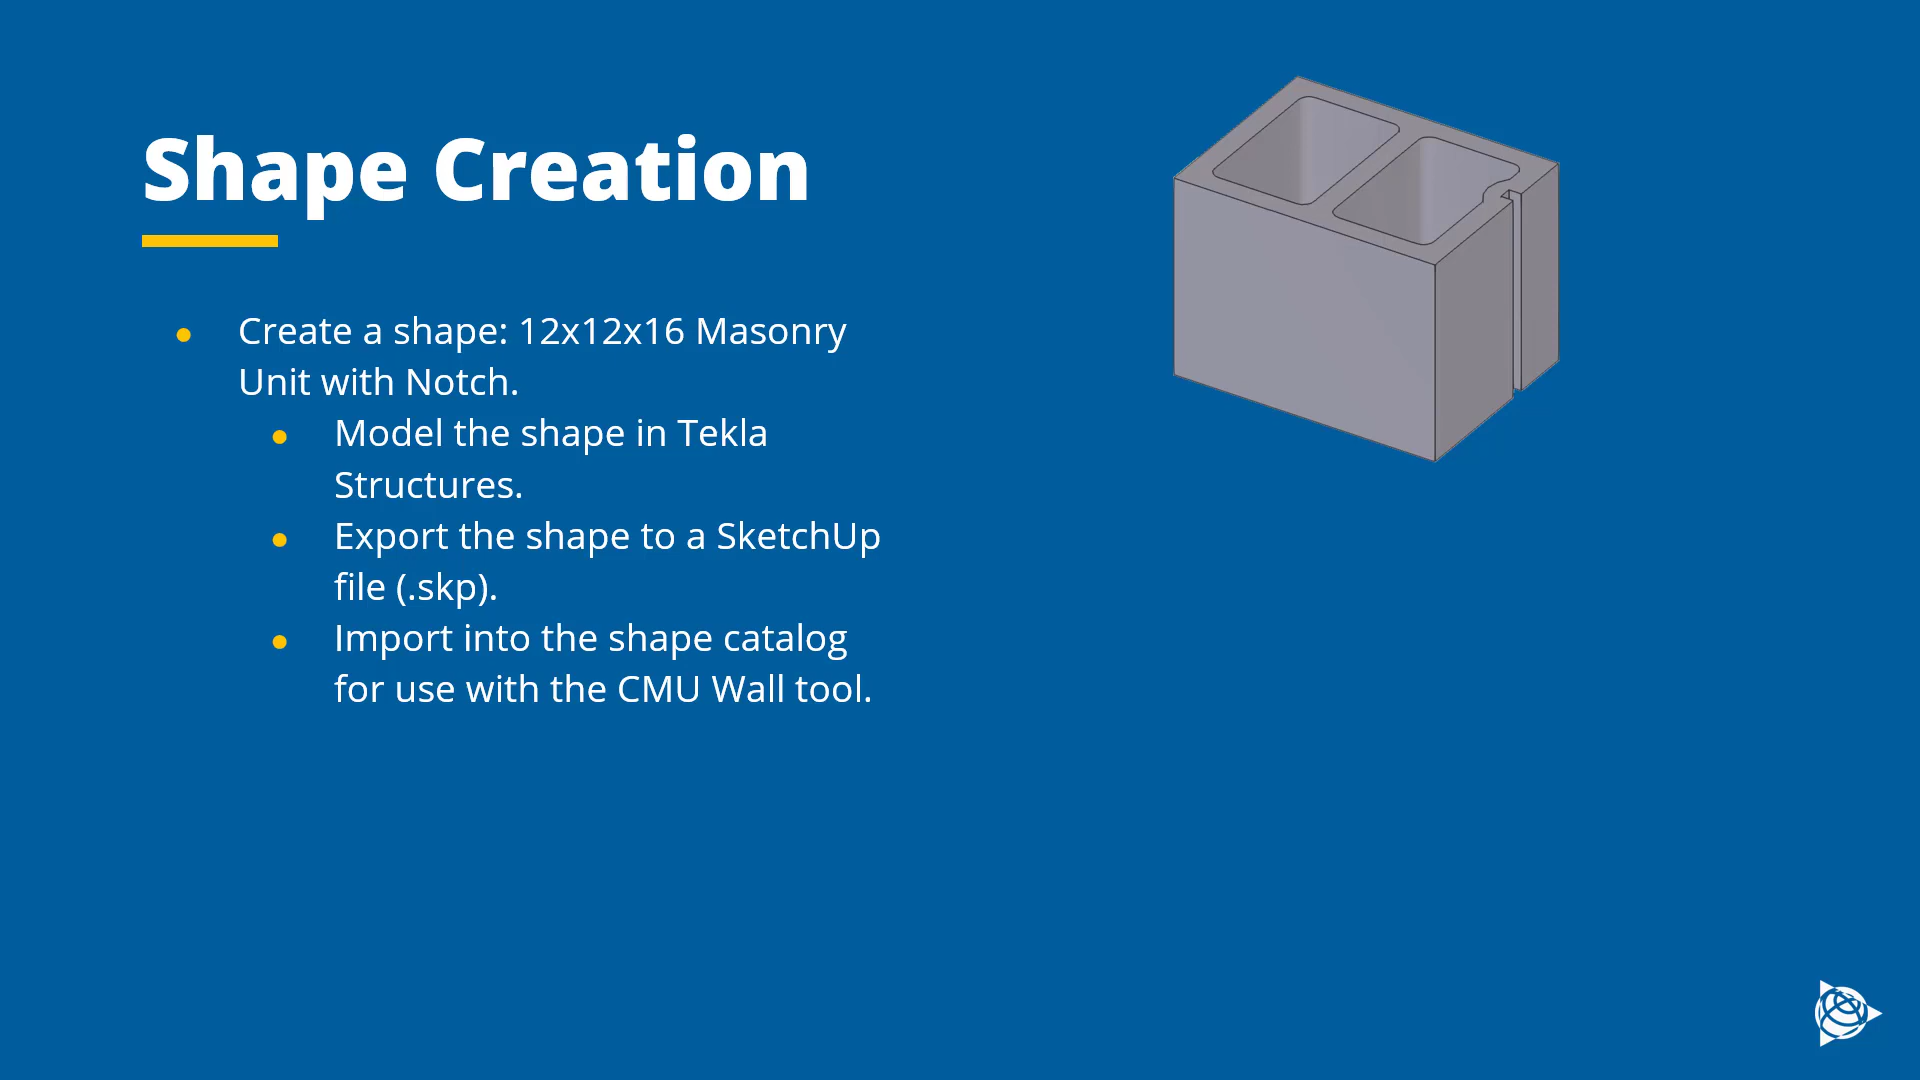 Shape Creation
● Create a shape: 12x12x16 Masonry
Unit with Notch.
● Model the shape in Tekla
Structures.
● Export the shape to a SketchUp
file (.skp).
● Import into the shape catalog
for use with the CMU Wall tool.